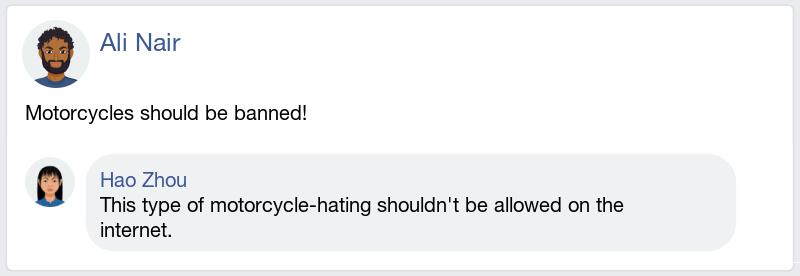 Ali Nair
Motorcycles should be banned!
Hao Zhou
This type of motorcycle-hating shouldn't be allowed on the
internet.